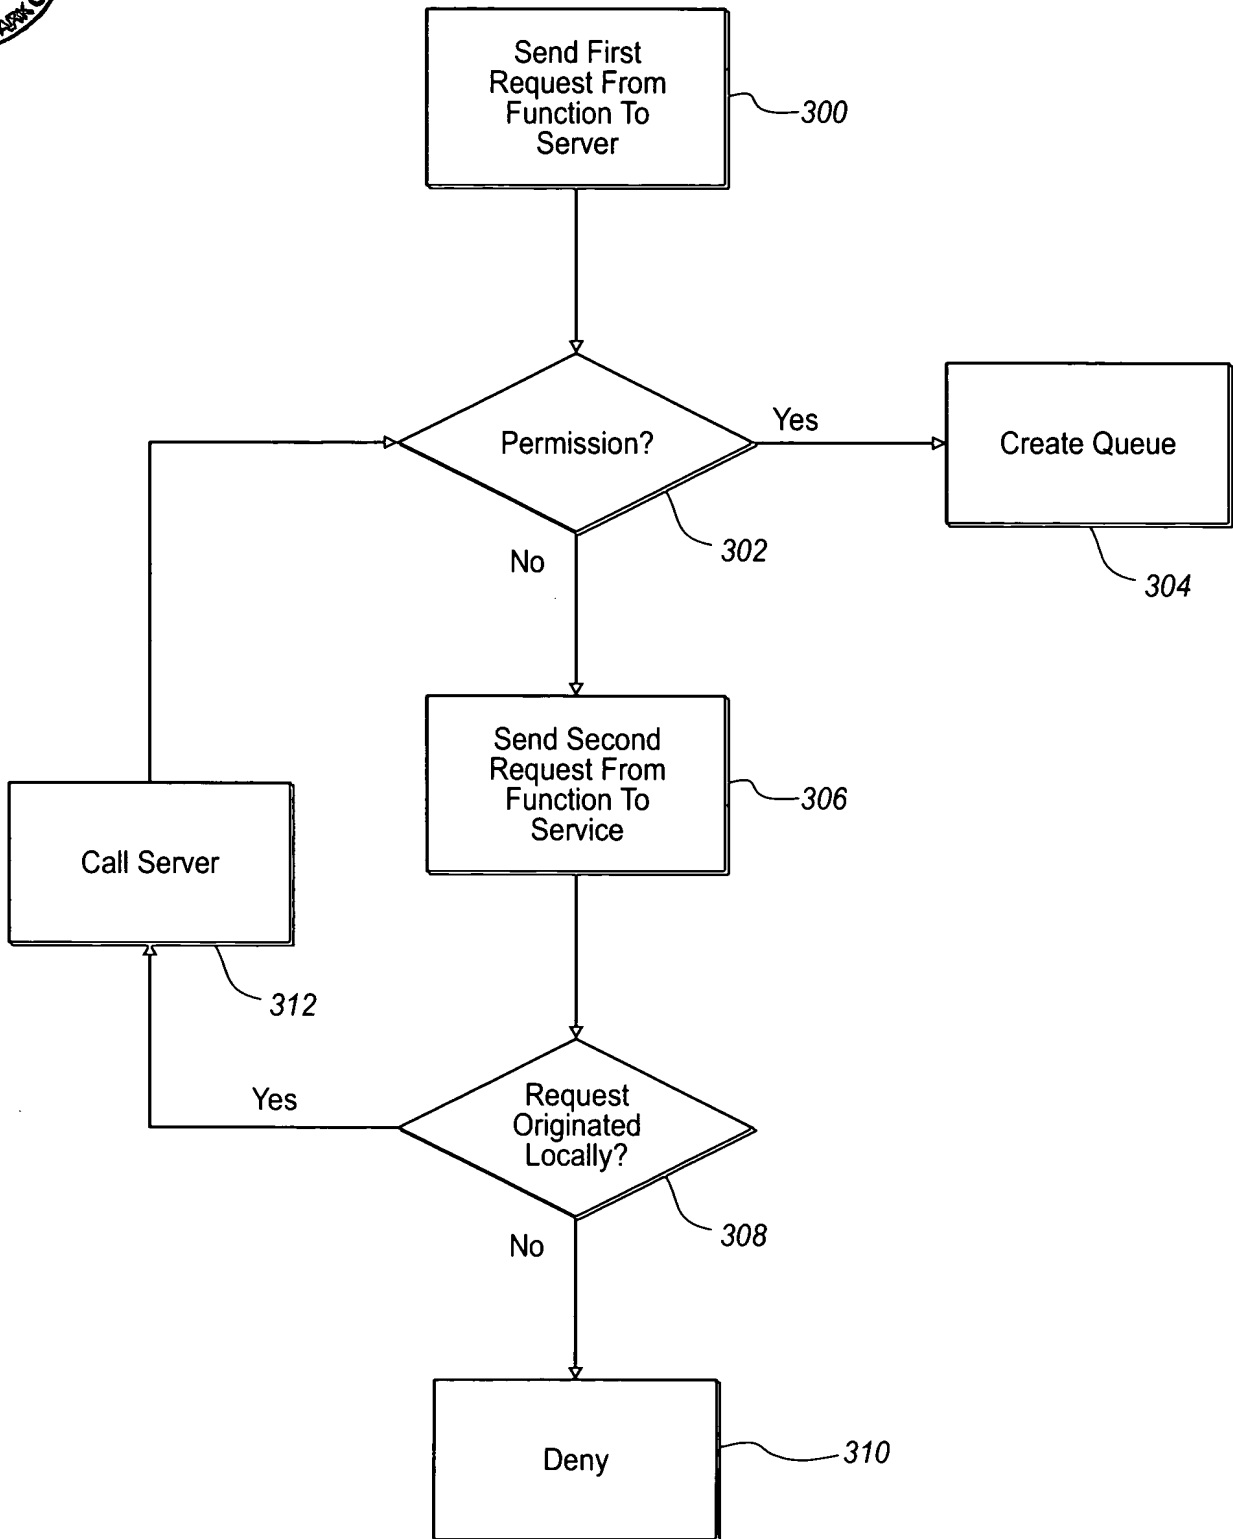 Send First
Request From
Function To
Server
300
Permission?
Yes
Create Queue
302
304
No
Send Second
Request From
Function To
Service
306
Call Server
312
Yes
Request
Originated
Locally?
308
No
Deny
310